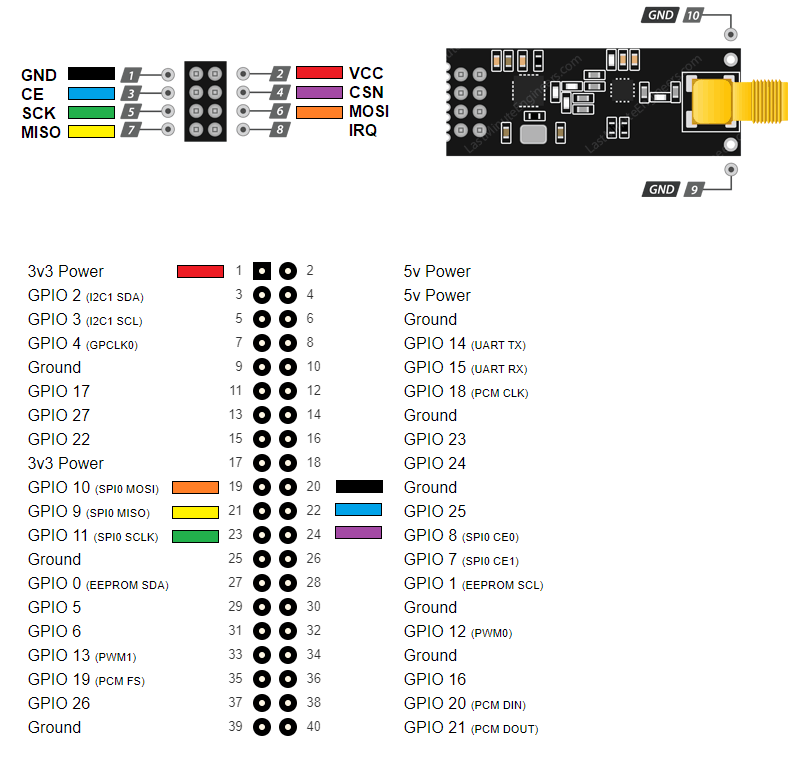 GND 10
GND 1 2 VCC
CE 3 4 CSN
SCK 5 6 MOSI
MISO 7 8 IRQ
GND 9
3v3 Power 1 2 5v Power
GPIO 2 (I2C1 SDA) 3 4 5v Power
GPIO 3 (I2C1 SCL) 5 6 Ground
GPIO 4 (GPCLK0) 7 8 GPIO 14 (UART TX)
Ground 9 10 GPIO 15 (UART RX)
GPIO 17 11 12 GPIO 18 (PCM CLK)
GPIO 27 13 14 Ground
GPIO 22 15 16 GPIO 23
3v3 Power 17 18 GPIO 24
GPIO 10 (SPI0 MOSI) 19 20 Ground
GPIO 9 (SPI0 MISO) 21 22 GPIO 25
GPIO 11 (SPI0 SCLK) 23 24 GPIO 8 (SPI0 CE0)
Ground 25 26 GPIO 7 (SPI0 CE1)
GPIO 0 (EEPROM SDA) 27 28 GPIO 1 (EEPROM SCL)
GPIO 5 29 30 Ground
GPIO 6 31 32 GPIO 12 (PWM0)
GPIO 13 (PWM1) 33 34 Ground
GPIO 19 (PCM FS) 35 36 GPIO 16
GPIO 26 37 38 GPIO 20 (PCM DIN)
Ground 39 40 GPIO 21 (PCM DOUT)